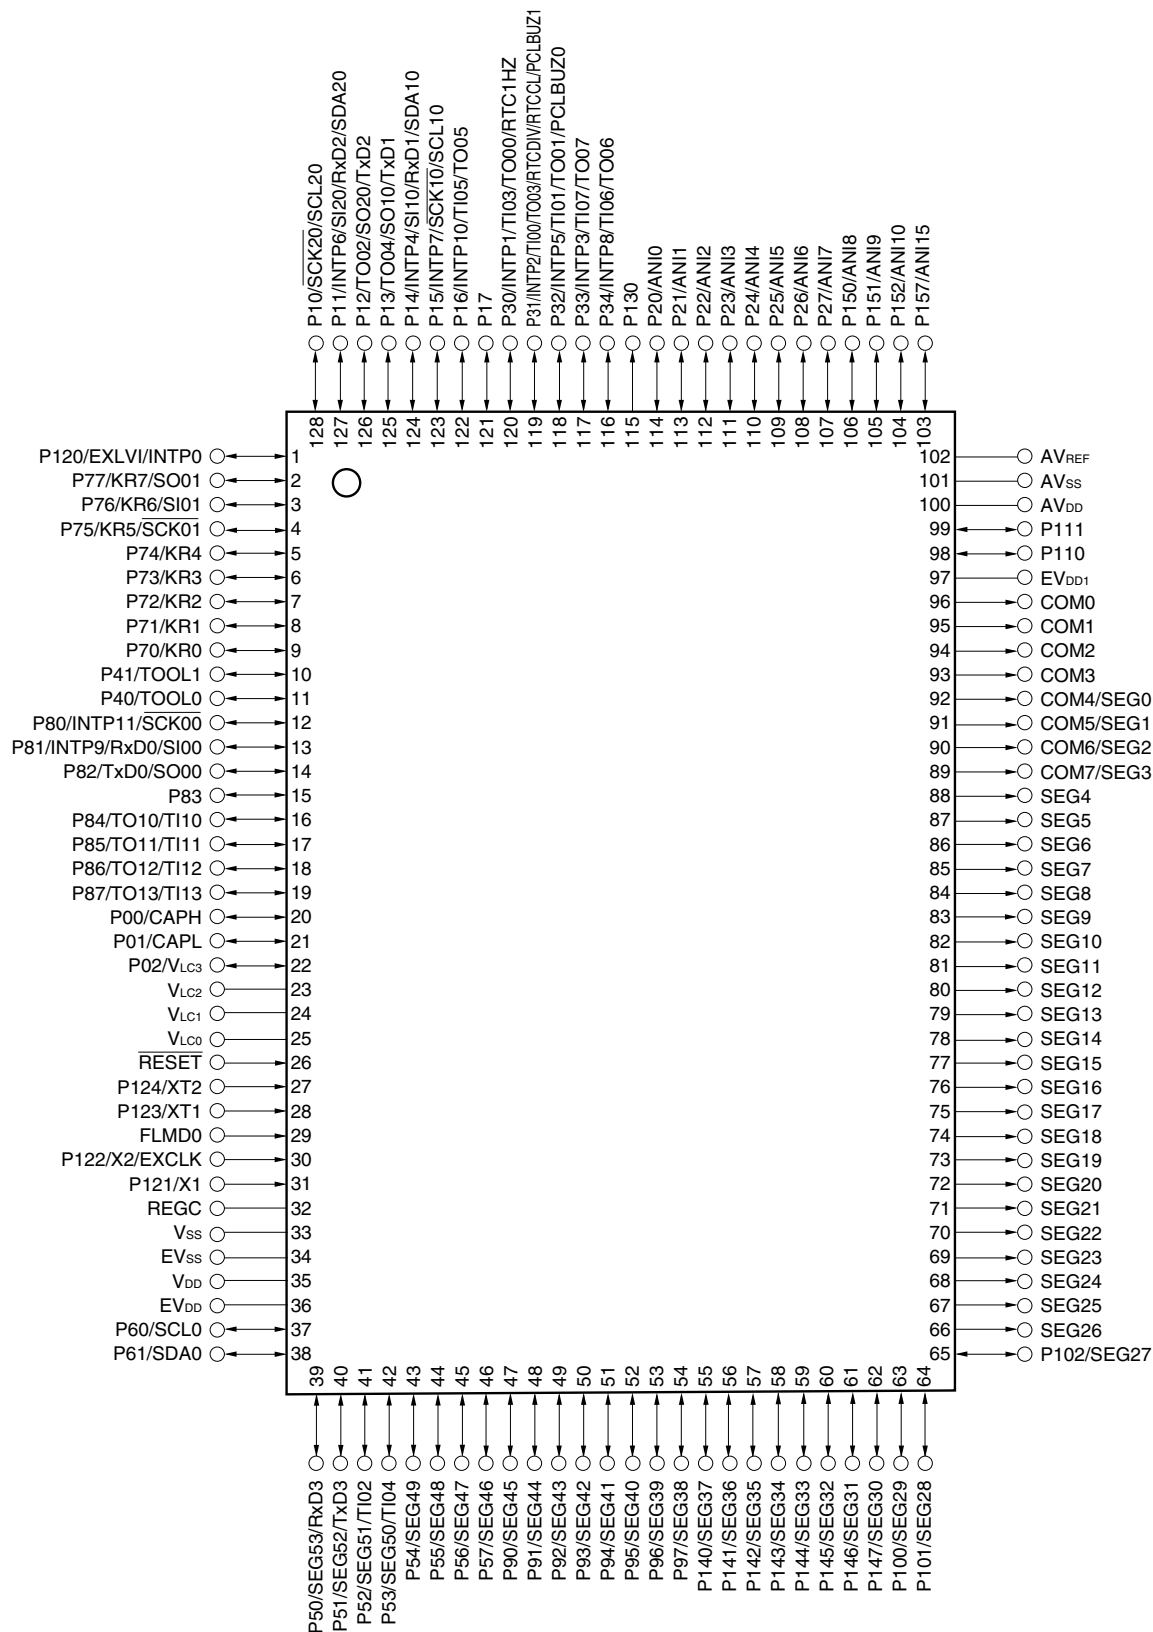 P10/SCK20/SCL20
P11/INTP6/SI20/RxD2/SDA20
P12/TO02/SO20/TxD2
P13/TO04/SO10/TxD1
P14/INTP4/SI10/RxD1/SDA10
P15/INTP7/SCK10/SCL10
P16/INTP10/TI05/TO05
P17
P30/INTP1/TI03/TO00/RTC1HZ
P31/INTP2/TI00/TO03/RTCDIV/RTCCL/PCLBUZ1
P32/INTP5/TI01/TO01/PCLBUZ0
P33/INTP3/TI07/TO07
P34/INTP8/TI06/TO06
P130
P20/ANI0
P21/ANI1
P22/ANI2
P23/ANI3
P24/ANI4
P25/ANI5
P26/ANI6
P27/ANI7
P150/ANI8
P151/ANI9
P152/ANI10
P157/ANI15
128
127
126
125
124
123
122
121
120
119
118
117
116
115
114
113
112
111
110
109
108
107
106
105
104
103
P120/EXLVI/INTP0 1 102 AVREF
P77/KR7/SO01 2 101 AVSS
P76/KR6/SI01 3 100 AVDD
P75/KR5/SCK01 4 99 P111
P74/KR4 5 98 P110
P73/KR3 6 97 EVDD1
P72/KR2 7 96 COM0
P71/KR1 8 95 COM1
P70/KR0 9 94 COM2
P41/TOOL1 10 93 COM3
P40/TOOL0 11 92 COM4/SEG0
P80/INTP11/SCK00 12 91 COM5/SEG1
P81/INTP9/RxD0/SI00 13 90 COM6/SEG2
P82/TxD0/SO00 14 89 COM7/SEG3
P83 15 88 SEG4
P84/TO10/TI10 16 87 SEG5
P85/TO11/TI11 17 86 SEG6
P86/TO12/TI12 18 85 SEG7
P87/TO13/TI13 19 84 SEG8
P00/CAPH 20 83 SEG9
P01/CAPL 21 82 SEG10
P02/VLC3 22 81 SEG11
VLC2 23 80 SEG12
VLC1 24 79 SEG13
VLC0 25 78 SEG14
RESET 26 77 SEG15
P124/XT2 27 76 SEG16
P123/XT1 28 75 SEG17
FLMD0 29 74 SEG18
P122/X2/EXCLK 30 73 SEG19
P121/X1 31 72 SEG20
REGC 32 71 SEG21
VSS 33 70 SEG22
EVSS 34 69 SEG23
VDD 35 68 SEG24
EVDD 36 67 SEG25
P60/SCL0 37 66 SEG26
P61/SDA0 38 65 P102/SEG27
39
40
41
42
43
44
45
46
47
48
49
50
51
52
53
54
55
56
57
58
59
60
61
62
63
64
P50/SEG53/RxD3
P51/SEG52/TxD3
P52/SEG51/TI02
P53/SEG50/TI04
P54/SEG49
P55/SEG48
P56/SEG47
P57/SEG46
P90/SEG45
P91/SEG44
P92/SEG43
P93/SEG42
P94/SEG41
P95/SEG40
P96/SEG39
P97/SEG38
P140/SEG37
P141/SEG36
P142/SEG35
P143/SEG34
P144/SEG33
P145/SEG32
P146/SEG31
P147/SEG30
P100/SEG29
P101/SEG28